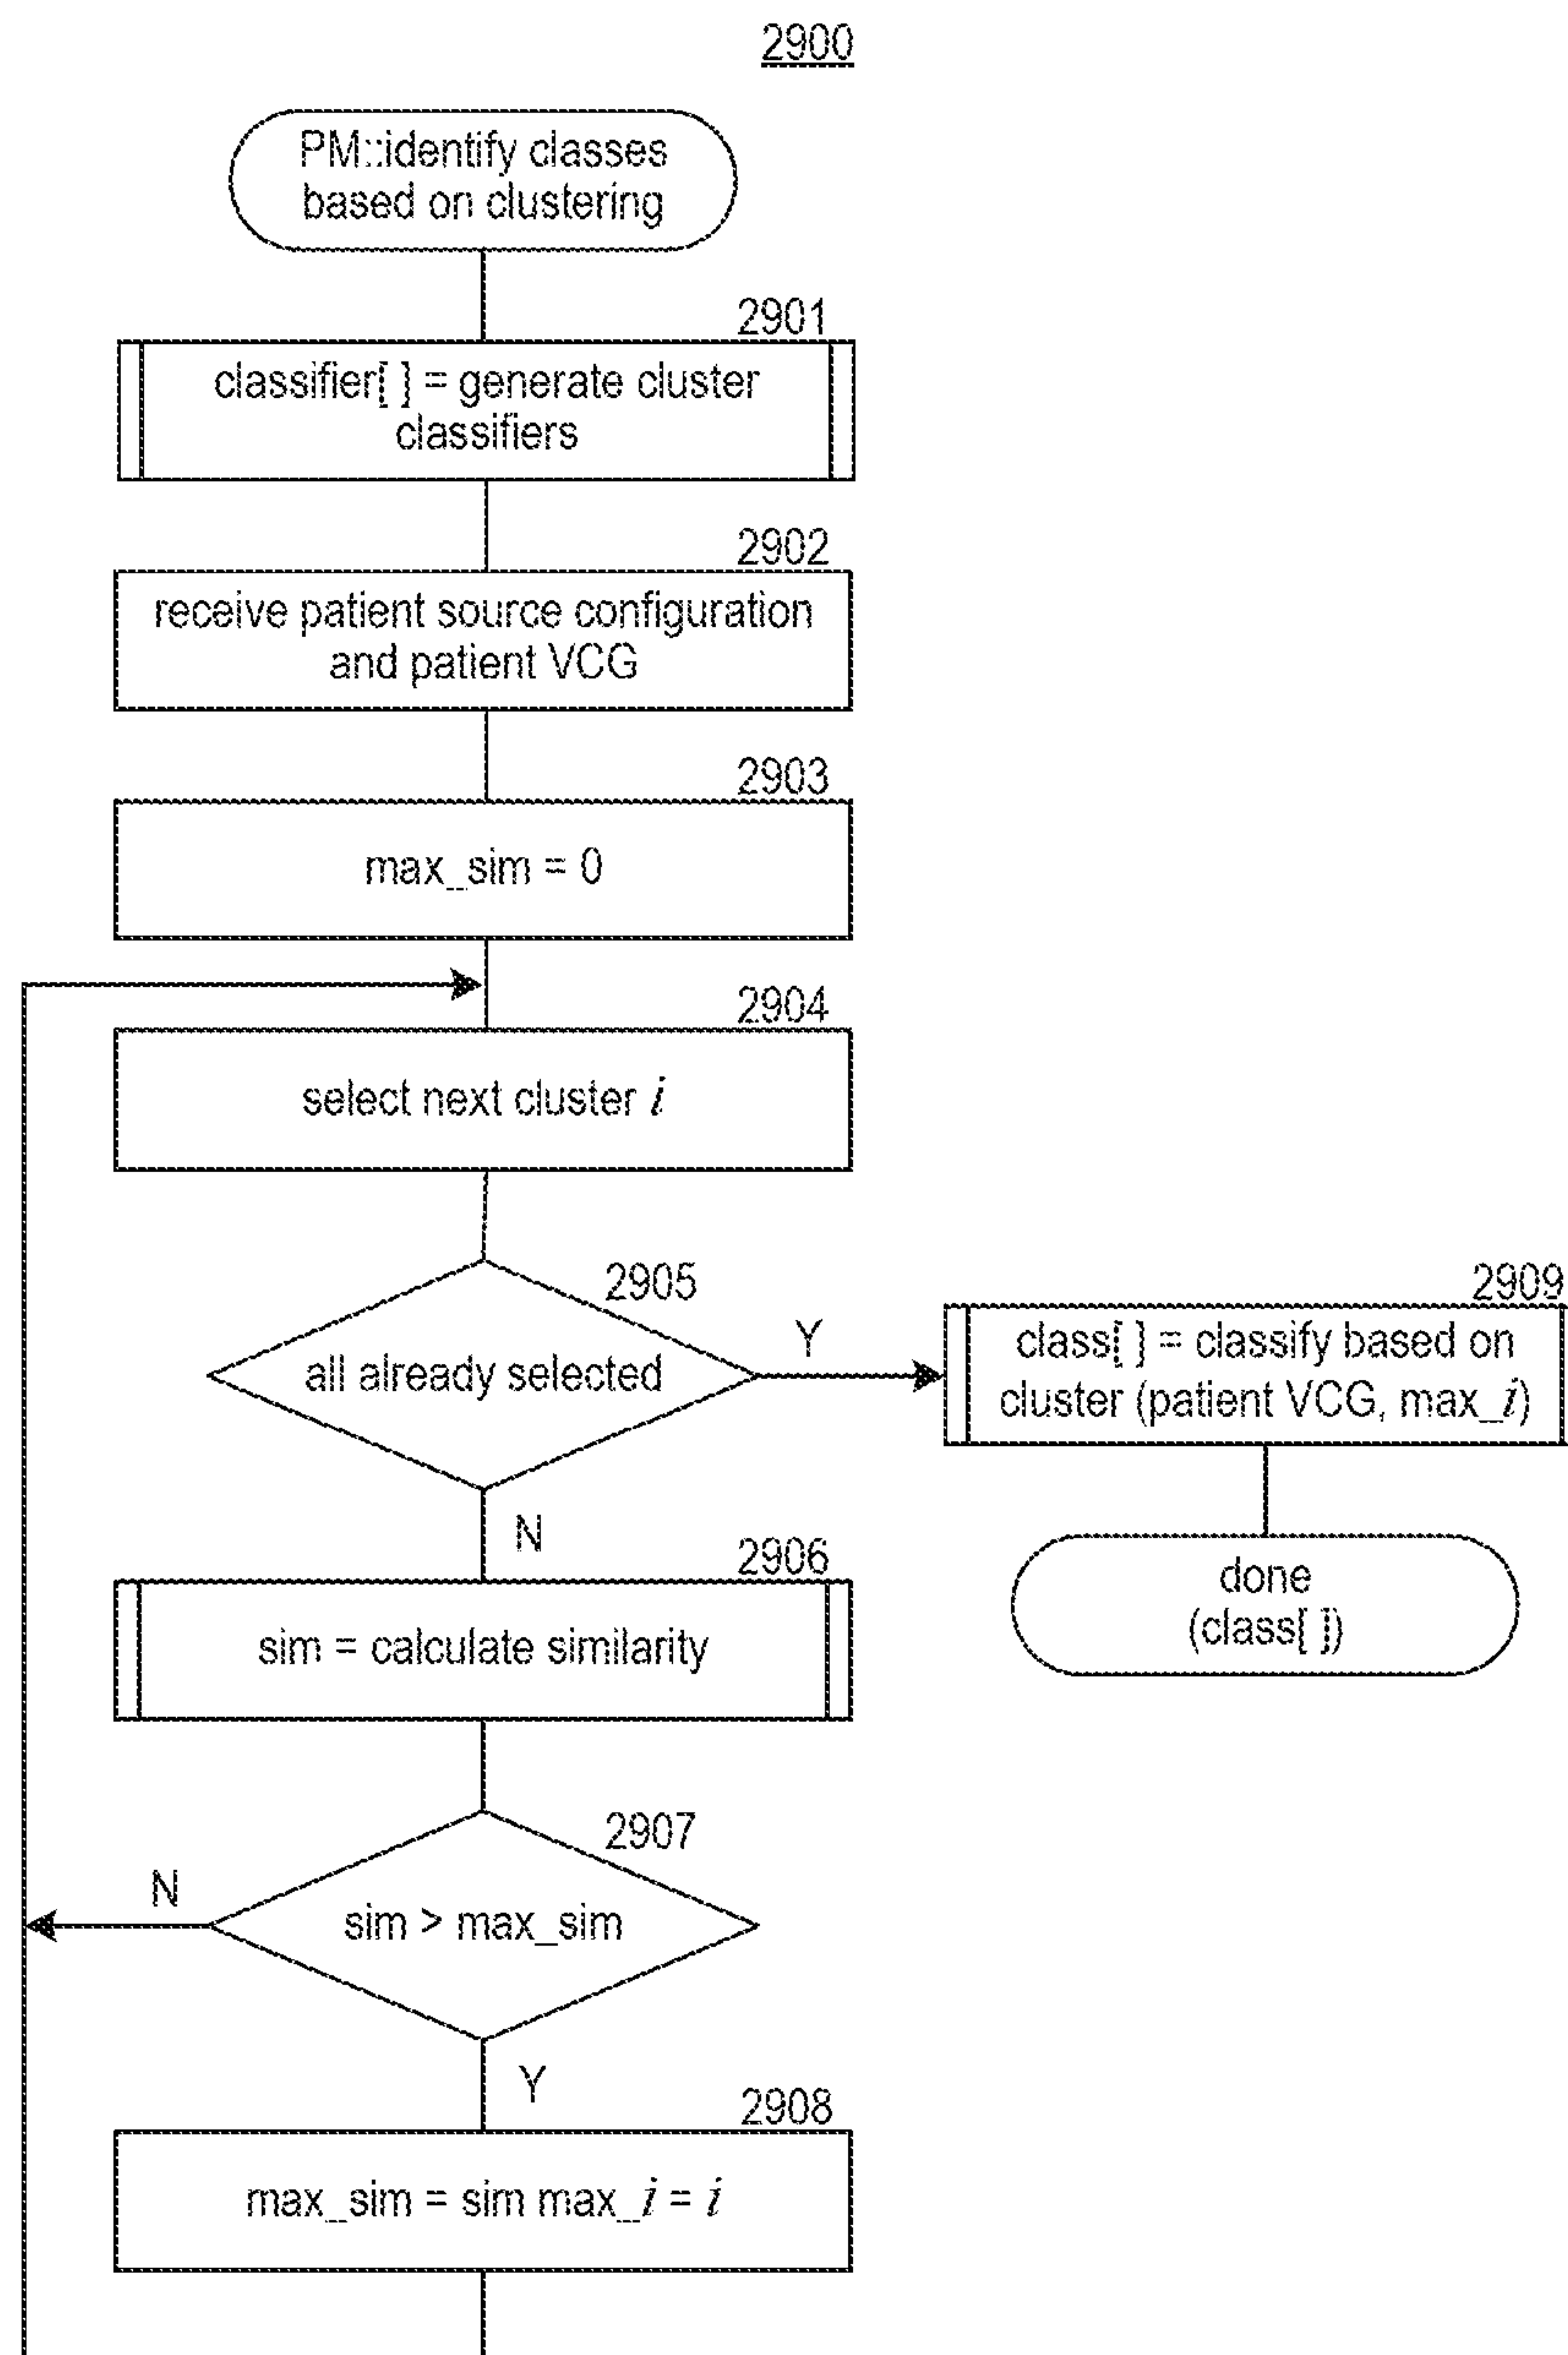 2900
PM::identify classes
based on clustering
2901
classifier[ ] = generate cluster
classifiers
2902
receive patient source configuration
and patient VCG
2903
max_sim = 0
2904
select next cluster i
2905
all already selected
Y
N
2909
class[ ] = classify based on
cluster (patient VCG, max_i)
done
(class[ ])
2906
sim = calculate similarity
2907
sim > max_sim
N
Y
2908
max_sim = sim max_i = i